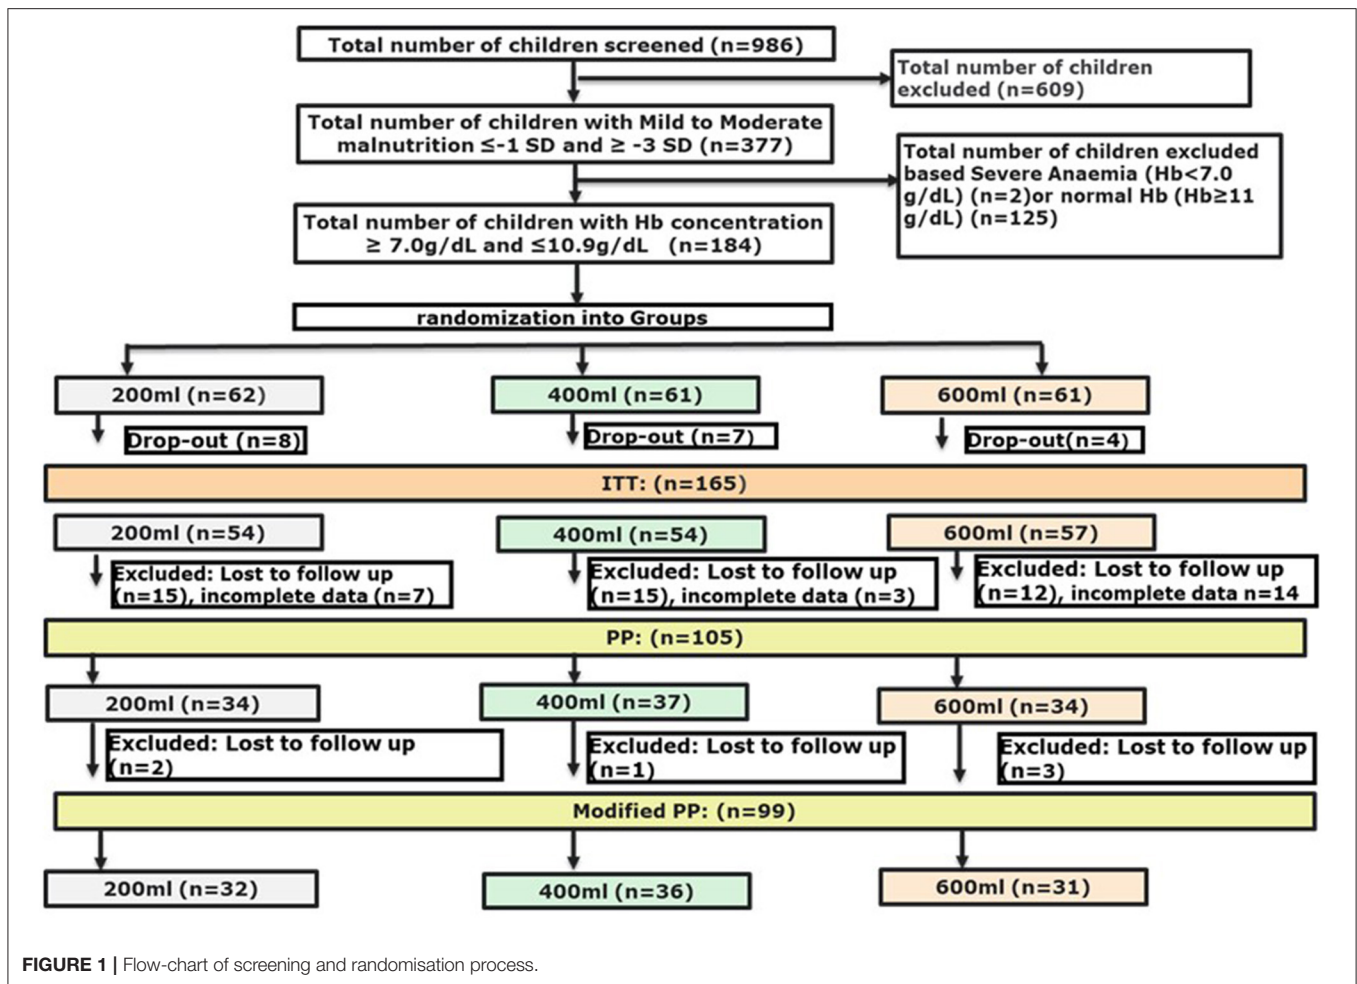 Total number of children screened (n=986)
Total number of children
excluded (n=609)
Total number of children with Mild to Moderate
malnutrition ≤-1 SD and ≥ -3 SD (n=377)
Total number of children excluded
based Severe Anaemia (Hb<7.0
g/dL) (n=2)or normal Hb (Hb≥11
g/dL) (n=125)
Total number of children with Hb concentration
≥ 7.0g/dL and ≤10.9g/dL (n=184)
randomization into Groups
200ml (n=62)
400ml (n=61)
600ml (n=61)
Drop-out (n=8)
Drop-out (n=7)
Drop-out(n=4)
ITT: (n=165)
200ml (n=54)
400ml (n=54)
600ml (n=57)
Excluded: Lost to follow up
(n=15), incomplete data (n=7)
Excluded: Lost to follow up
(n=15), incomplete data (n=3)
Excluded: Lost to follow up
(n=12), incomplete data n=14
PP: (n=105)
200ml (n=34)
400ml (n=37)
600ml (n=34)
Excluded: Lost to follow up
(n=2)
Excluded: Lost to follow up
(n=1)
Excluded: Lost to follow up
(n=3)
Modified PP: (n=99)
200ml (n=32)
400ml (n=36)
600ml (n=31)
FIGURE 1 | Flow-chart of screening and randomisation process.